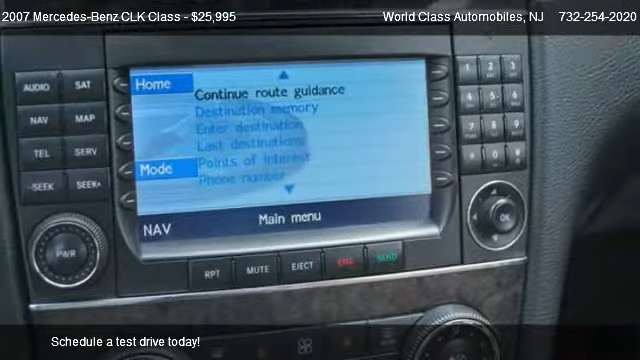 2007 Mercedes-Benz CLK Class - $25,995 World Class Automobiles, NJ 732-254-2020
Home
Continue route guidance
Destination memory
Enter destination
Last destinations
Mode
Points of interest
Phone number
NAV
Main menu
AUDIO SAT
NAV MAP
TEL SERV
SEEK SEEK
PWR
RPT MUTE EJECT END SEND
1 2 3
4 5 6
7 8 9
* 0 #
OK
Schedule a test drive today!